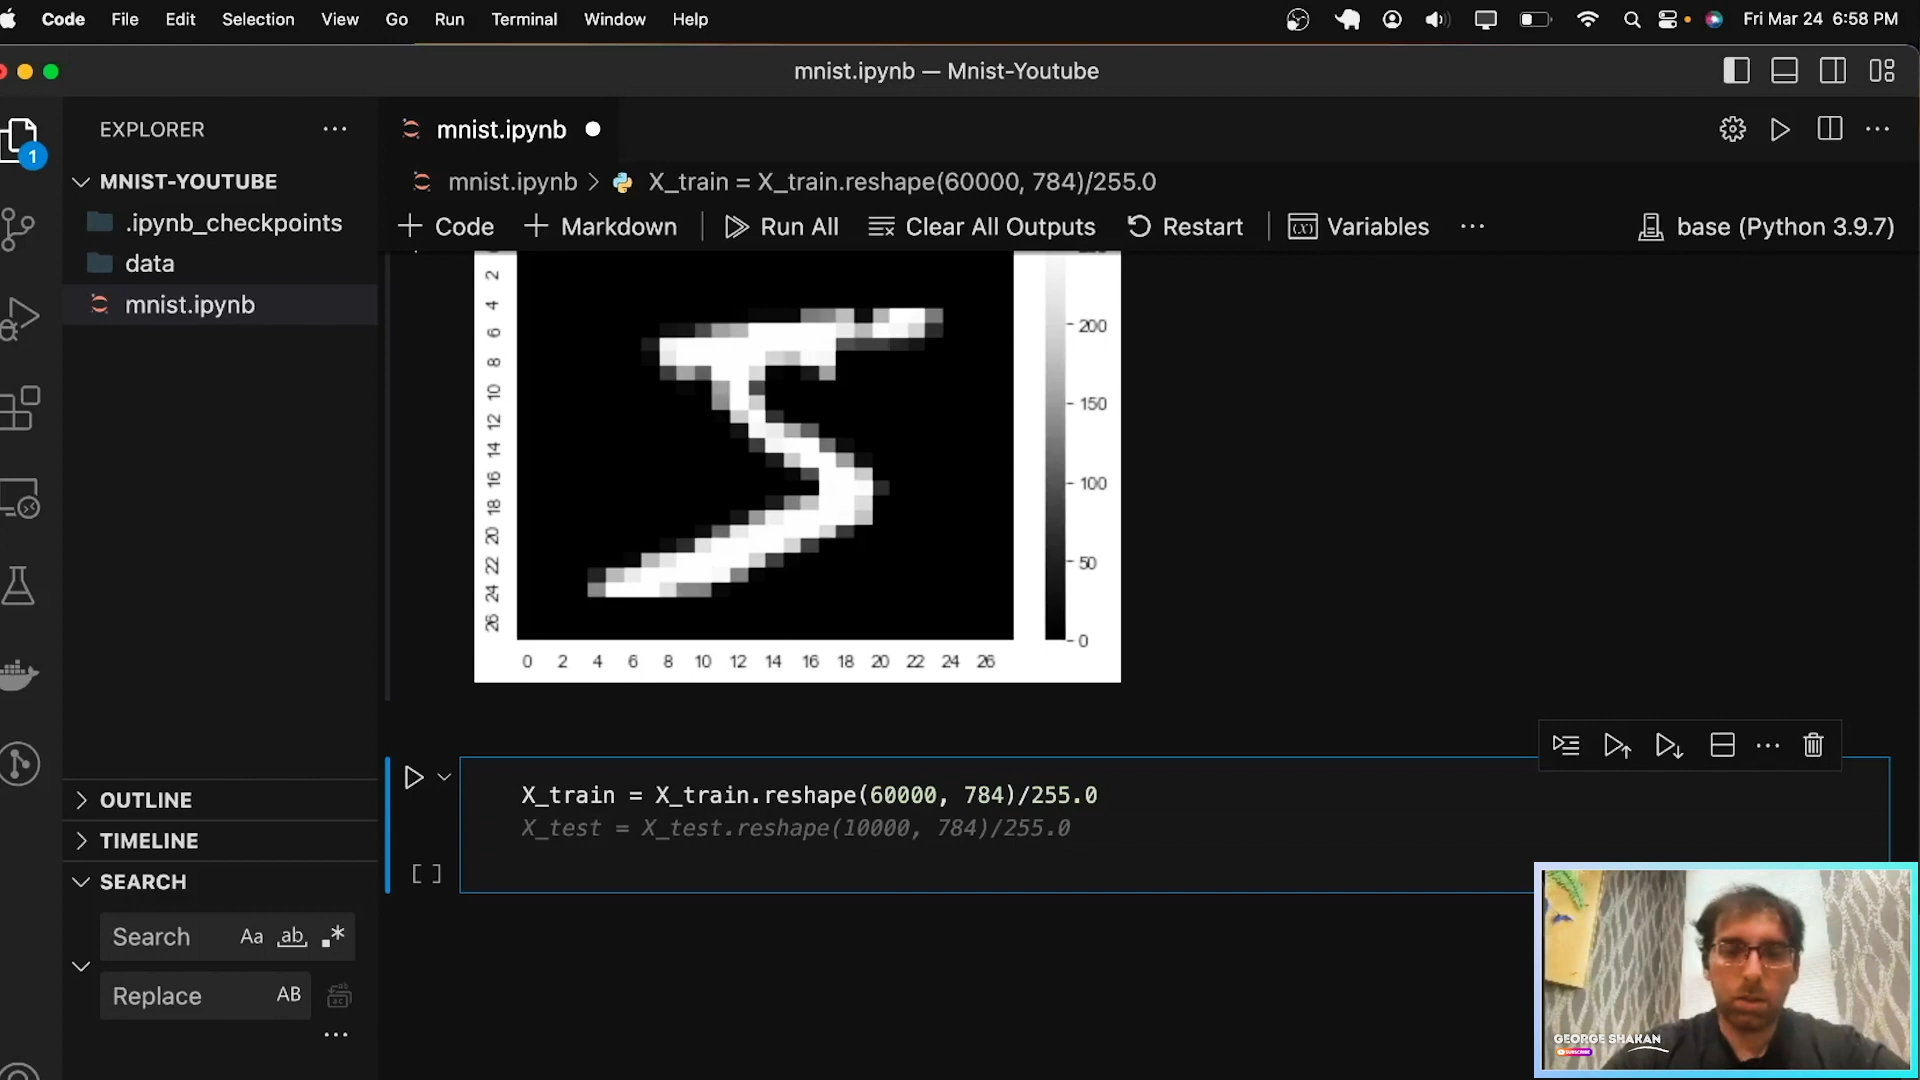 Code File Edit Selection View Go Run Terminal Window Help Fri Mar 24 6:58 PM
mnist.ipynb — Mnist-Youtube
1
EXPLORER
mnist.ipynb
MNIST-YOUTUBE
mnist.ipynb > X_train = X_train.reshape(60000, 784)/255.0
.ipynb_checkpoints
+ Code + Markdown Run All Clear All Outputs Restart (x) Variables ... base (Python 3.9.7)
data
mnist.ipynb
2
4
6
8
10
12
14
16
18
20
22
24
26
200
150
100
50
0
0 2 4 6 8 10 12 14 16 18 20 22 24 26
X_train = X_train.reshape(60000, 784)/255.0
X_test = X_test.reshape(10000, 784)/255.0
[ ]
OUTLINE
TIMELINE
SEARCH
Search Aa ab .*
Replace AB
...
GEORGE SHAKAN
SUBSCRIBE